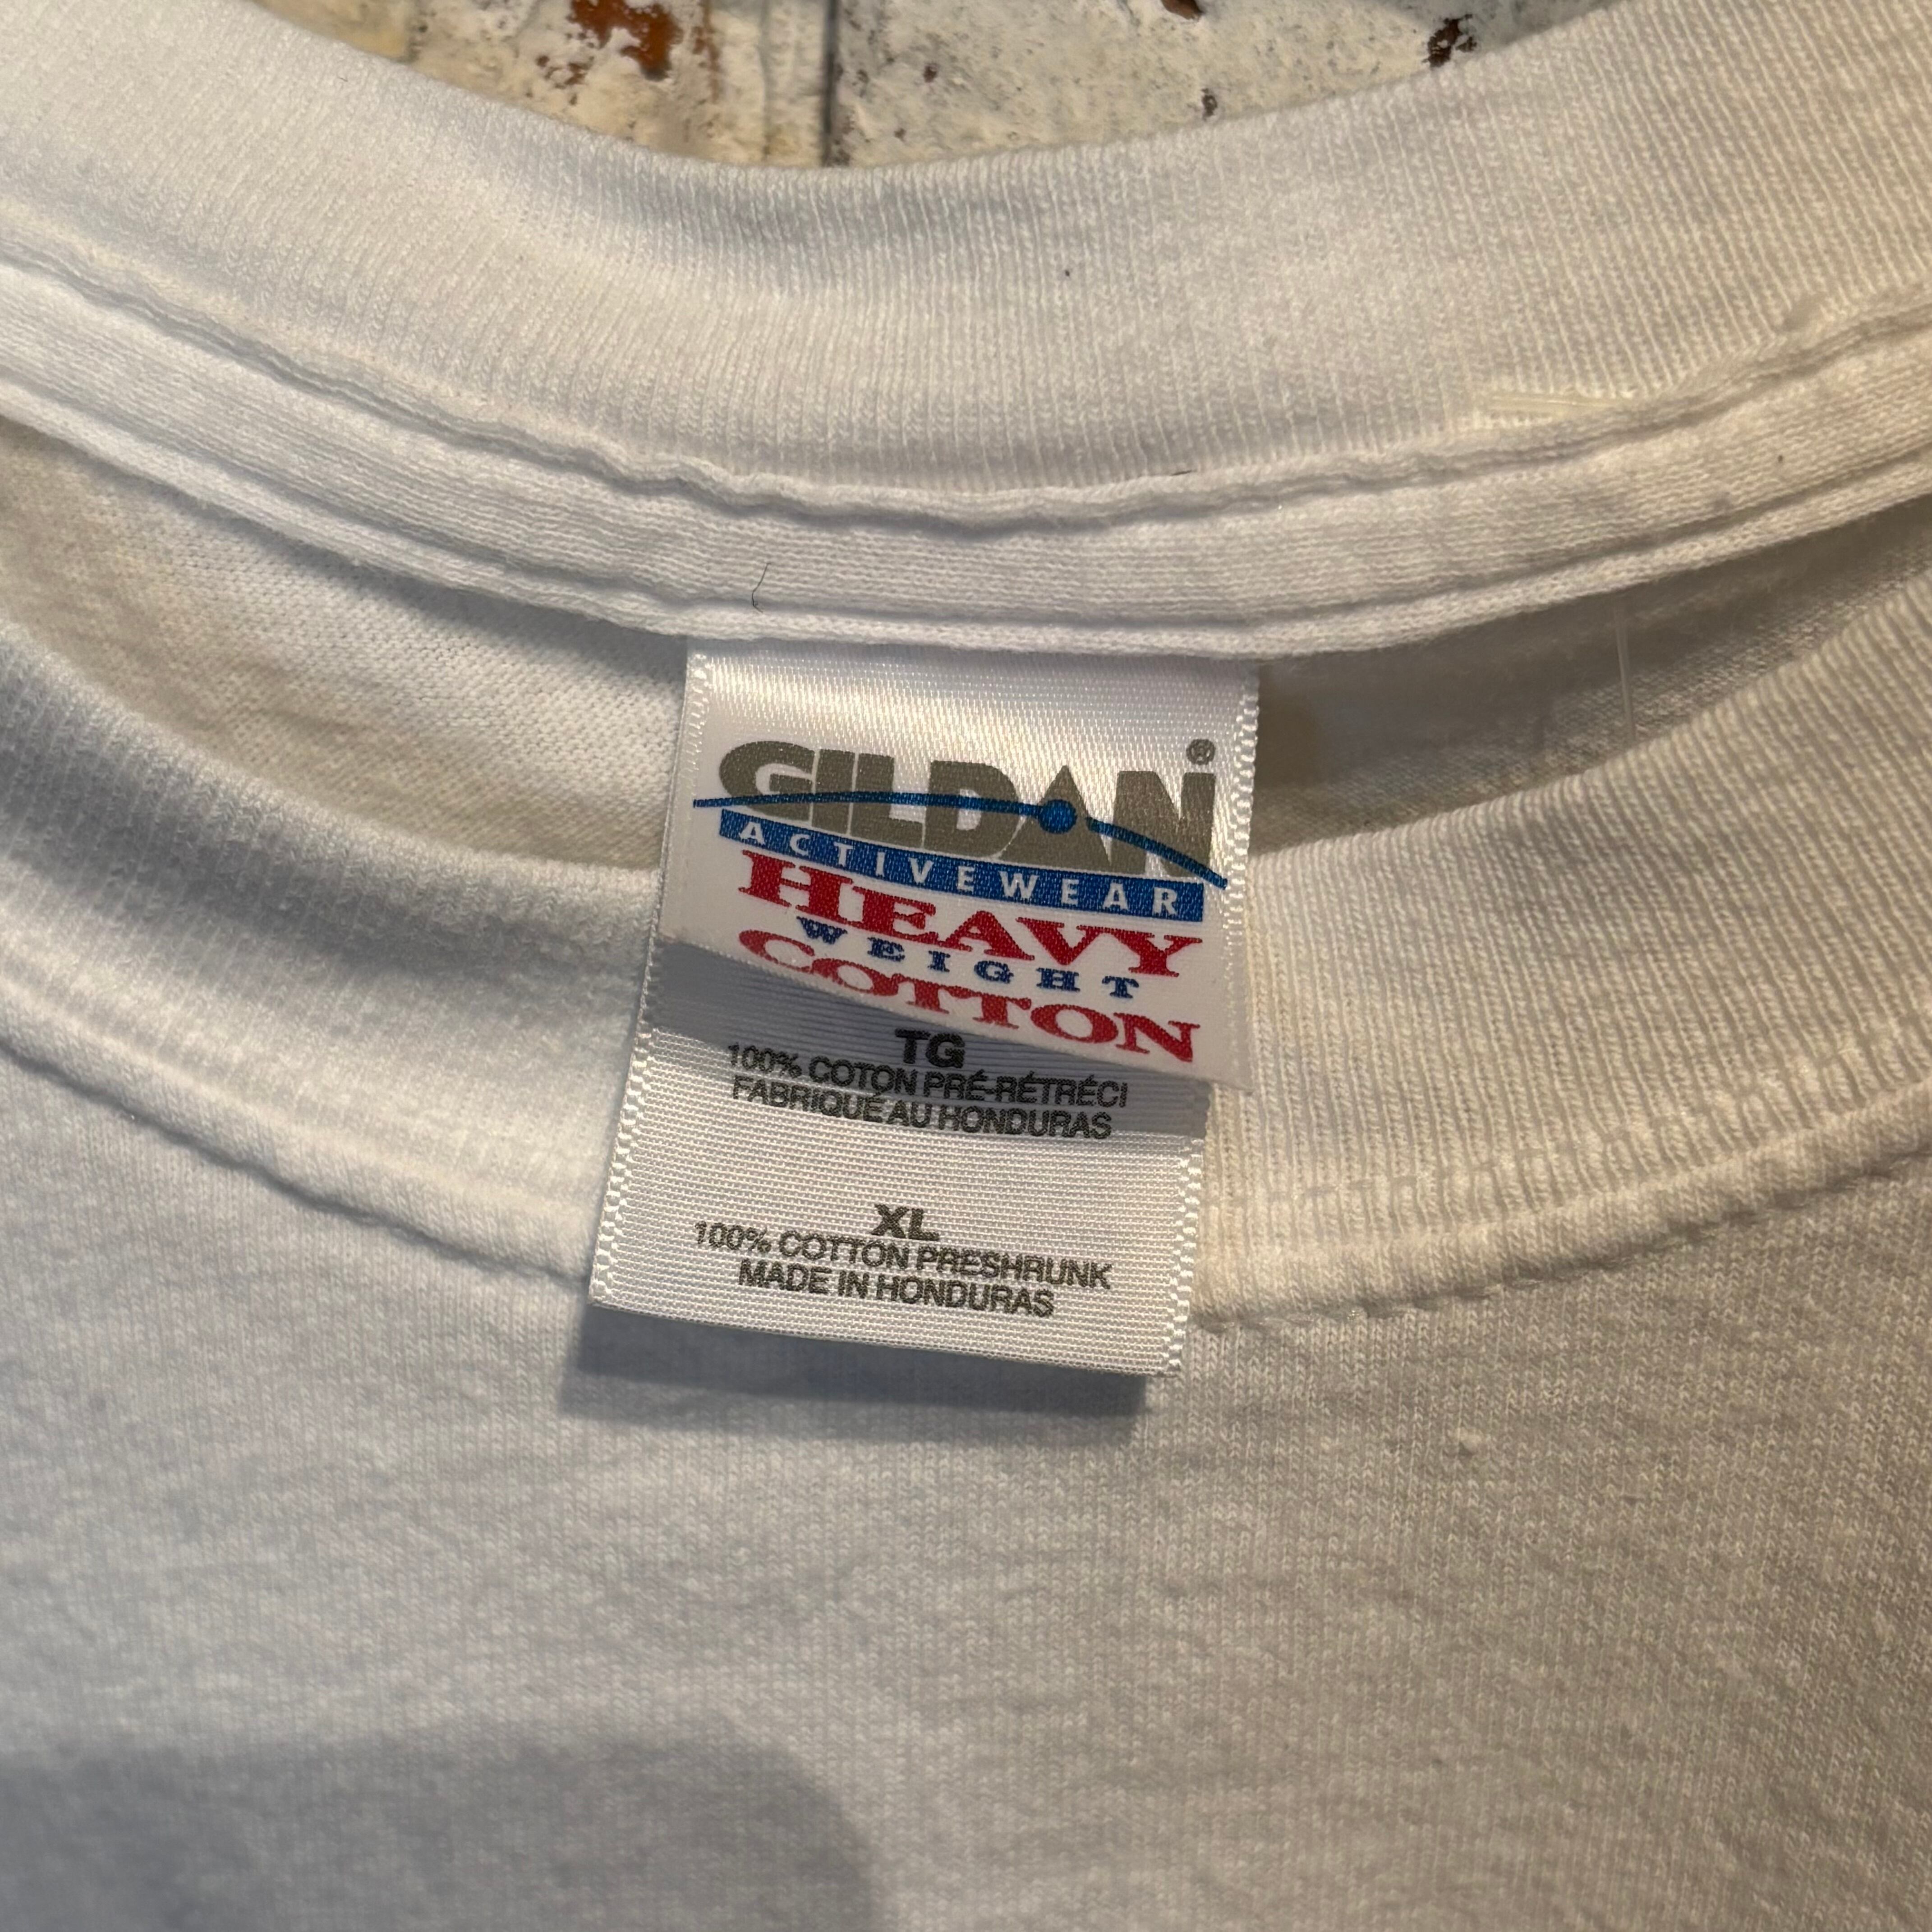 GILDAN®
ACTIVEWEAR
HEAVY
WEIGHT
COTTON
TG
100% COTON PRÉ-RÉTRÉCI
FABRIQUÉ AU HONDURAS
XL
100% COTTON PRESHRUNK
MADE IN HONDURAS